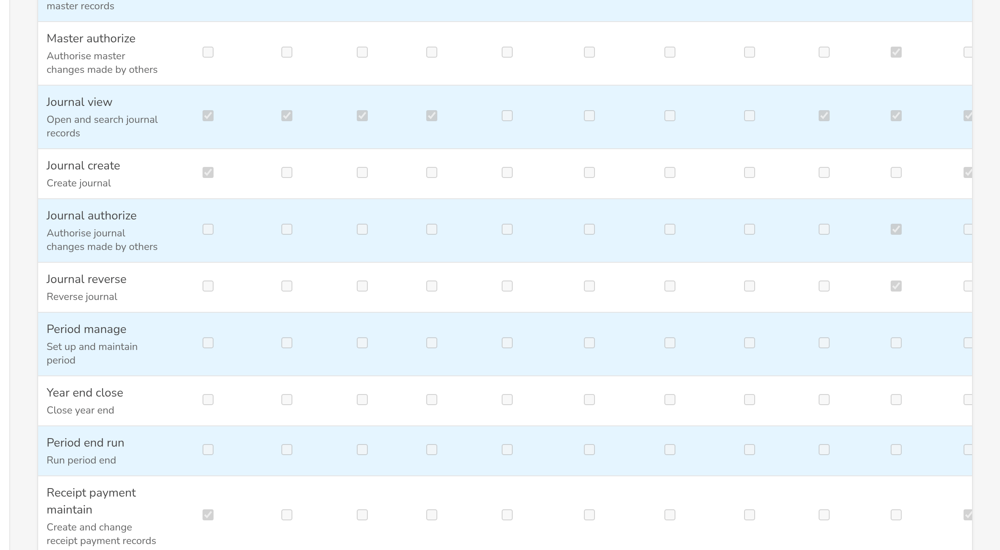 master records
Master authorize
Authorise master
changes made by others
Journal view
Open and search journal
records
Journal create
Create journal
Journal authorize
Authorise journal
changes made by others
Journal reverse
Reverse journal
Period manage
Set up and maintain
period
Year end close
Close year end
Period end run
Run period end
Receipt payment
maintain
Create and change
receipt payment records